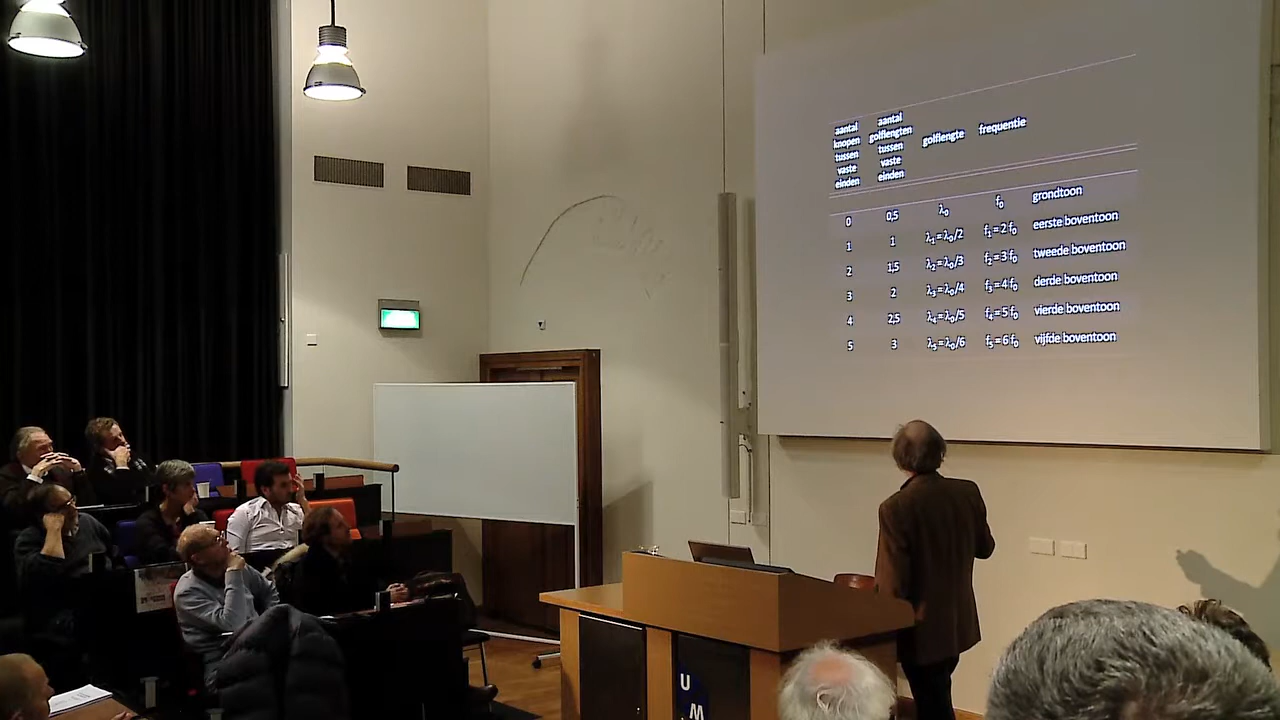 aantal knopen tussen vaste einden
aantal golflengten tussen vaste einden
golflengte
frequentie
0 0,5 λ0 f0 grondtoon
1 1 λ1=λ0/2 f1=2 f0 eerste boventoon
2 1,5 λ2=λ0/3 f2=3 f0 tweede boventoon
3 2 λ3=λ0/4 f3=4 f0 derde boventoon
4 2,5 λ4=λ0/5 f4=5 f0 vierde boventoon
5 3 λ5=λ0/6 f5=6 f0 vijfde boventoon
U
M